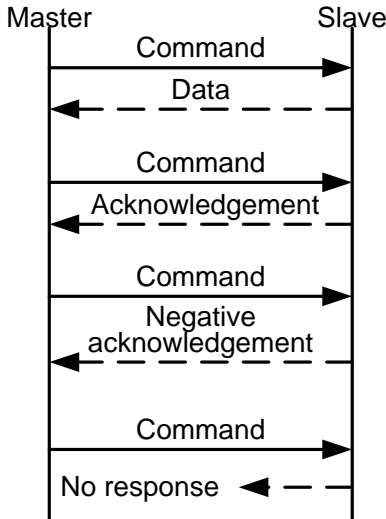 Master
Slave
Command
Data
Command
Acknowledgement
Command
Negative
acknowledgement
Command
No response